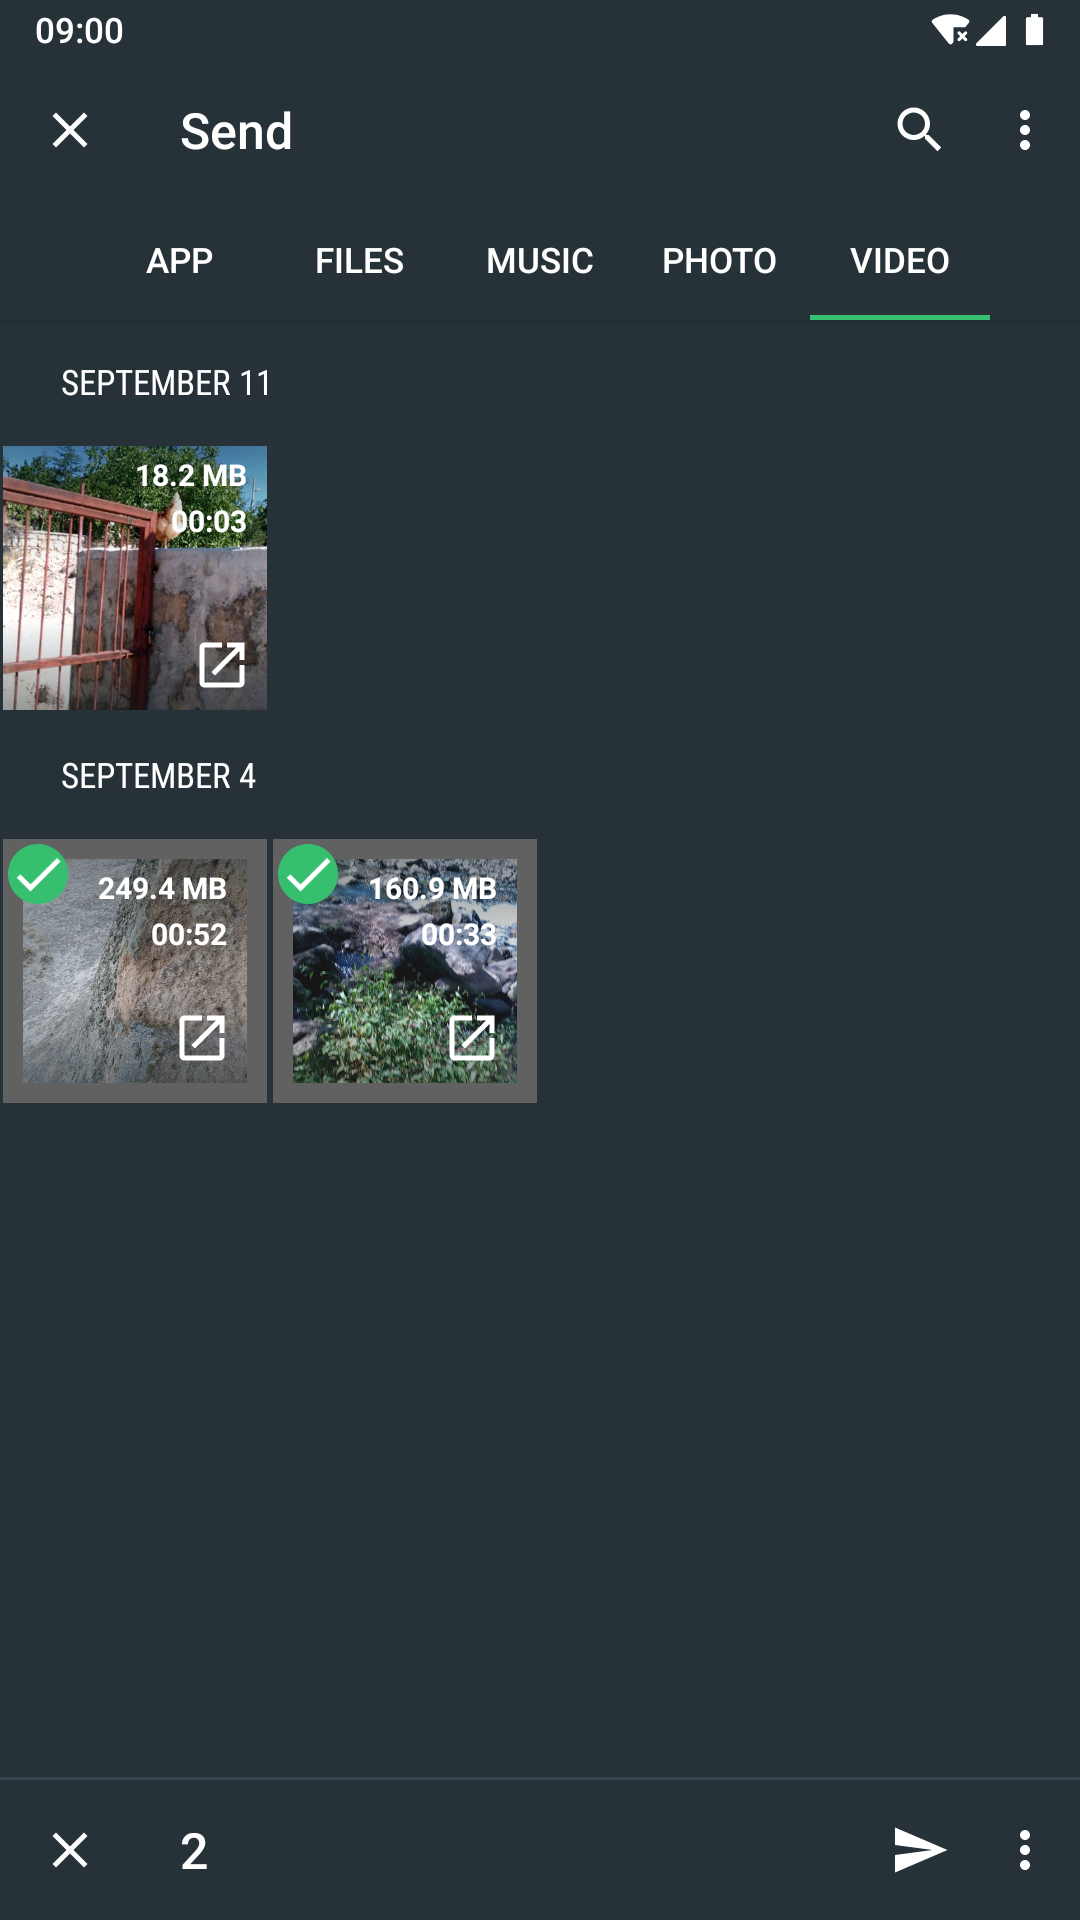 09:00
Send
APP FILES MUSIC PHOTO VIDEO
SEPTEMBER 11
18.2 MB
00:03
SEPTEMBER 4
249.4 MB
00:52
160.9 MB
00:33
2